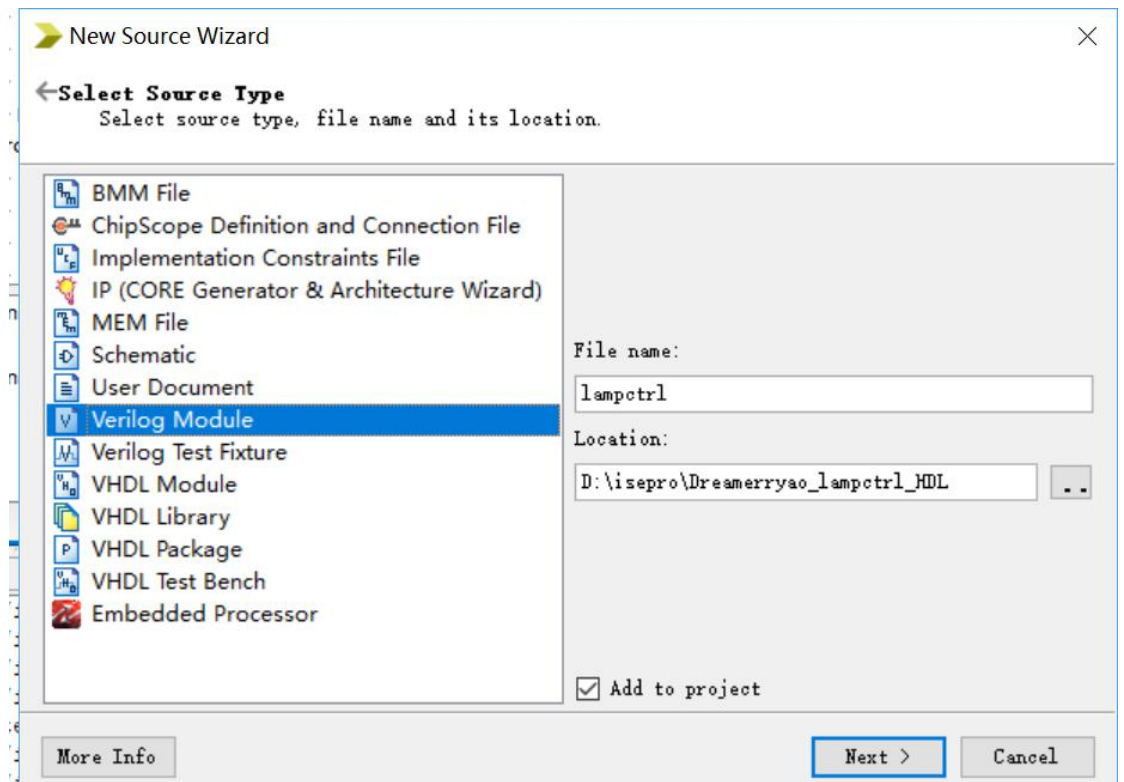 New Source Wizard
Select Source Type
Select source type, file name and its location.
BMM File
ChipScope Definition and Connection File
Implementation Constraints File
IP (CORE Generator & Architecture Wizard)
MEM File
Schematic
User Document
Verilog Module
Verilog Test Fixture
VHDL Module
VHDL Library
VHDL Package
VHDL Test Bench
Embedded Processor
File name:
lampctrl
Location:
D:\isepro\Dreamerryao_lampctrl_HDL
..
Add to project
More Info
Next >
Cancel